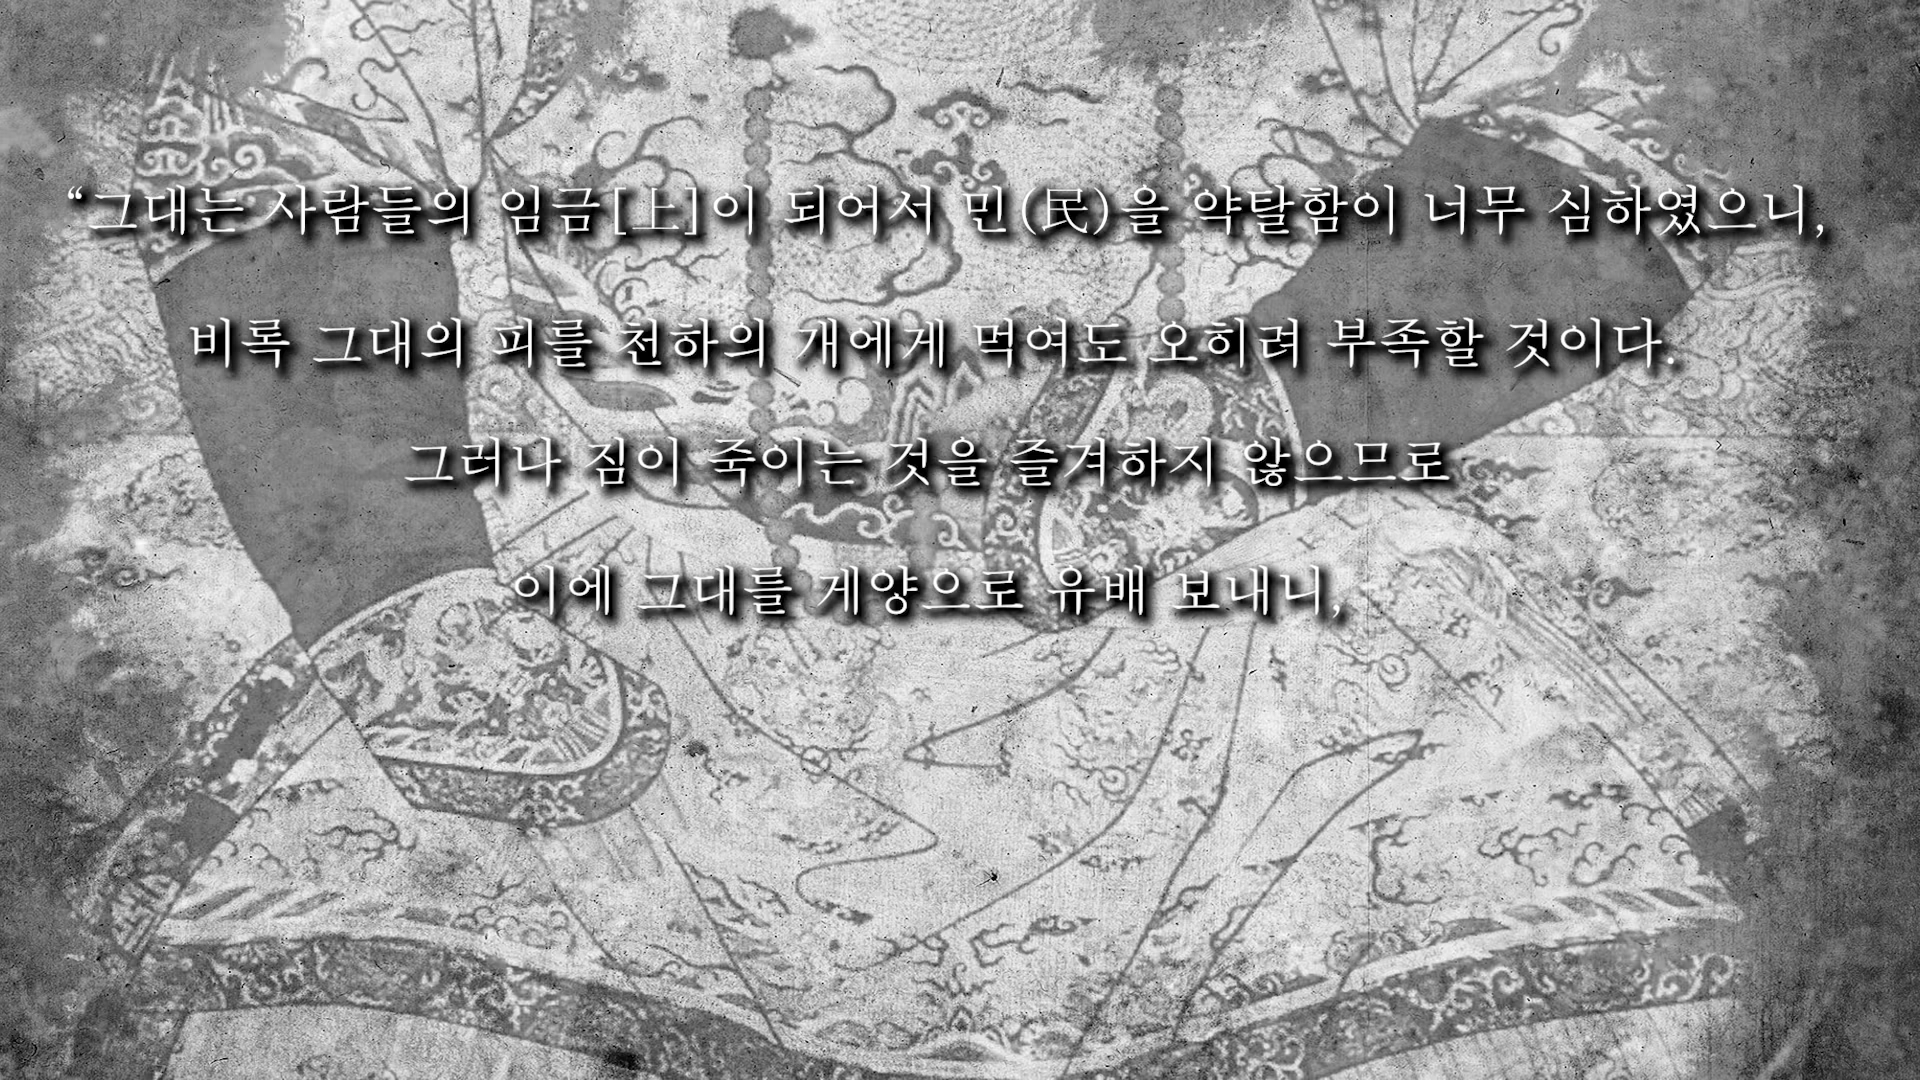 “그대는 사람들의 임금[上]이 되어서 민(民)을 약탈함이 너무 심하였으니,
비록 그대의 피를 천하의 개에게 먹여도 오히려 부족할 것이다.
그러나 짐이 죽이는 것을 즐겨하지 않으므로
이에 그대를 게양으로 유배 보내니,